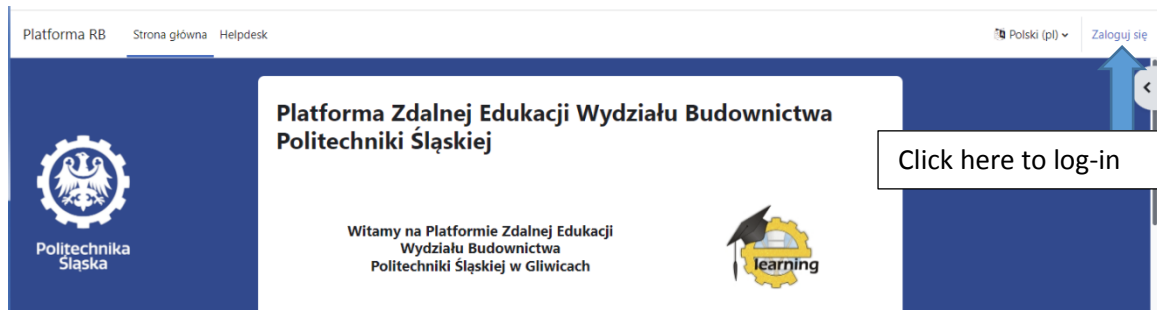 Platforma RB Strona główna Helpdesk Polski (pl) Zaloguj się
Platforma Zdalnej Edukacji Wydziału Budownictwa
Politechniki Śląskiej
Click here to log-in
Politechnika
Śląska
Witamy na Platformie Zdalnej Edukacji
Wydziału Budownictwa
Politechniki Śląskiej w Gliwicach
learning